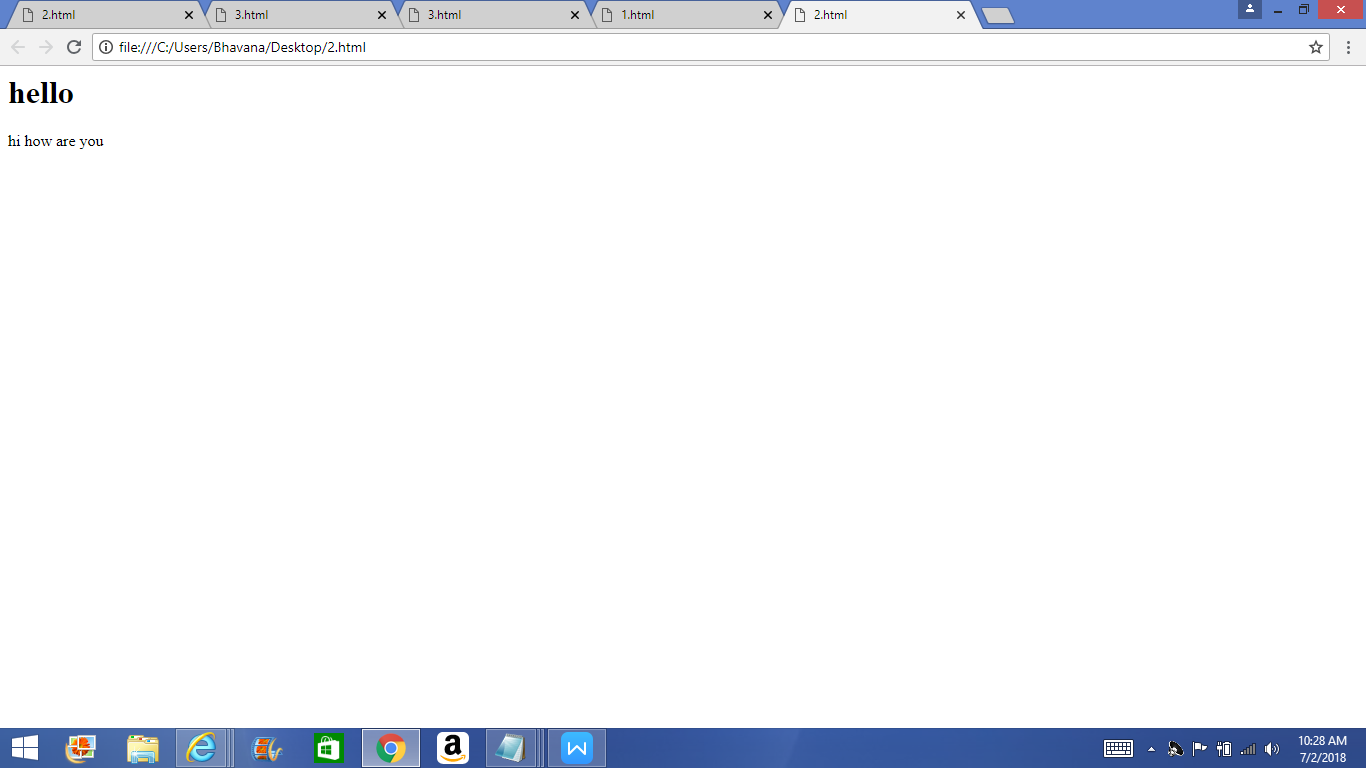 2.html
3.html
3.html
1.html
2.html
file:///C:/Users/Bhavana/Desktop/2.html
hello
hi how are you
10:28 AM
7/2/2018